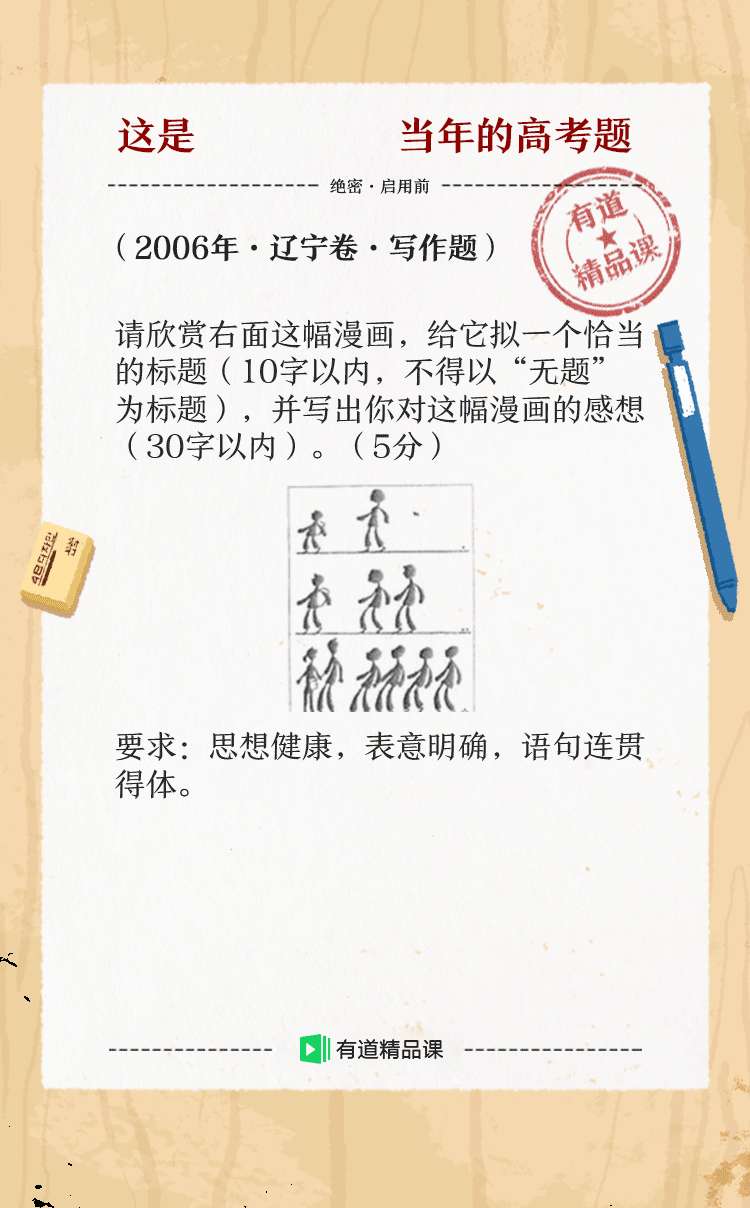 这是 当年的高考题
绝密·启用前
有道
精品课
（2006年·辽宁卷·写作题）
请欣赏右面这幅漫画，给它拟一个恰当
的标题（10字以内，不得以“无题”
为标题），并写出你对这幅漫画的感想
（30字以内）。（5分）
要求：思想健康，表意明确，语句连贯
得体。
有道精品课